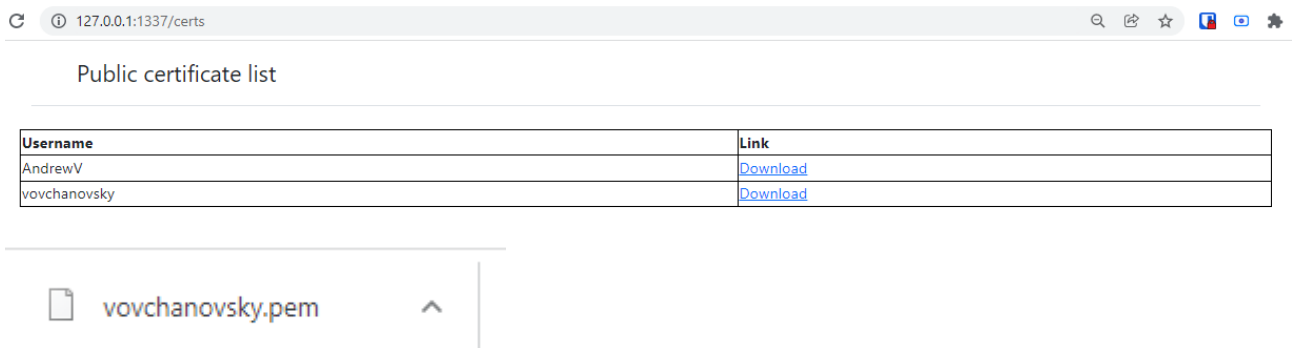 127.0.0.1:1337/certs
Public certificate list
Username Link
AndrewV Download
vovchanovsky Download
vovchanovsky.pem